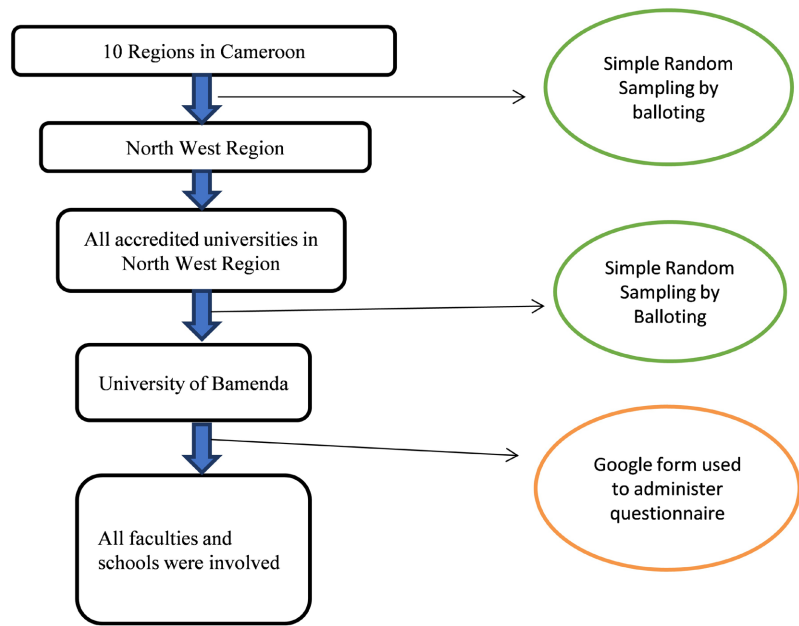 10 Regions in Cameroon
Simple Random
Sampling by
balloting
North West Region
All accredited universities in
North West Region
Simple Random
Sampling by
Balloting
University of Bamenda
Google form used
to administer
questionnaire
All faculties and
schools were involved